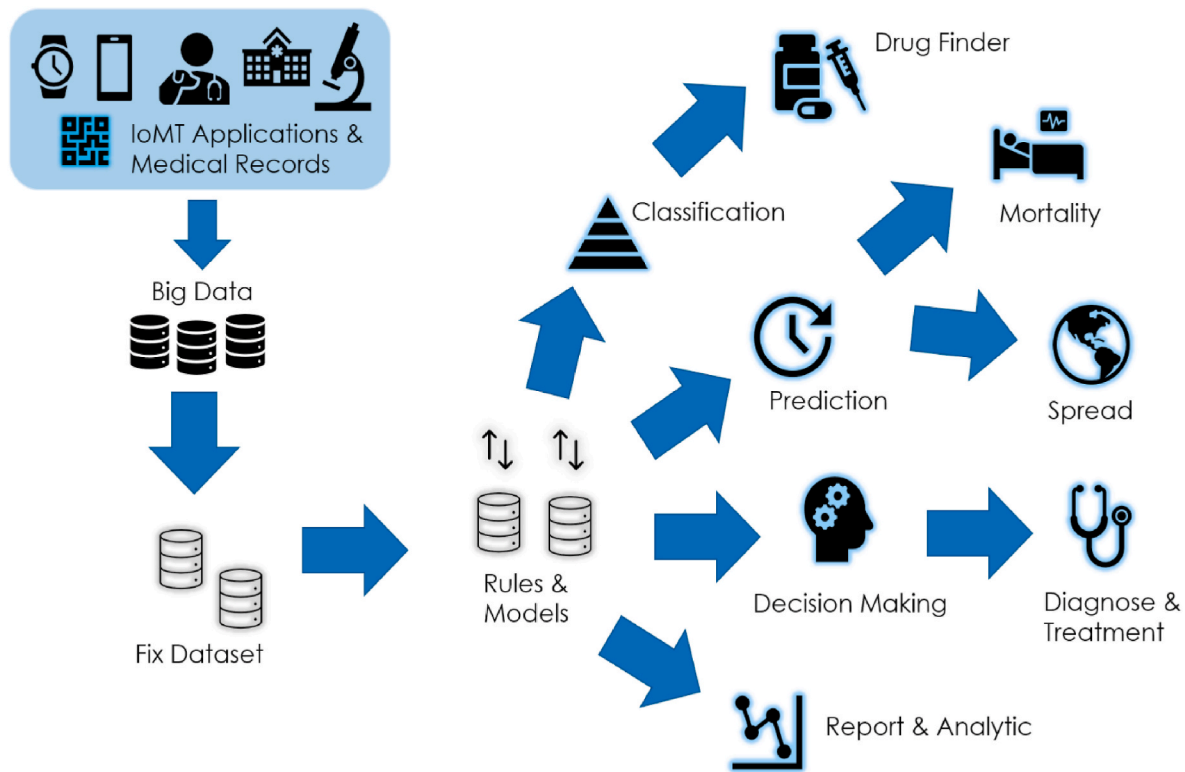 IoMT Applications &
Medical Records
Big Data
Fix Dataset
Rules &
Models
Classification
Drug Finder
Prediction
Mortality
Spread
Decision Making
Diagnose &
Treatment
Report & Analytic